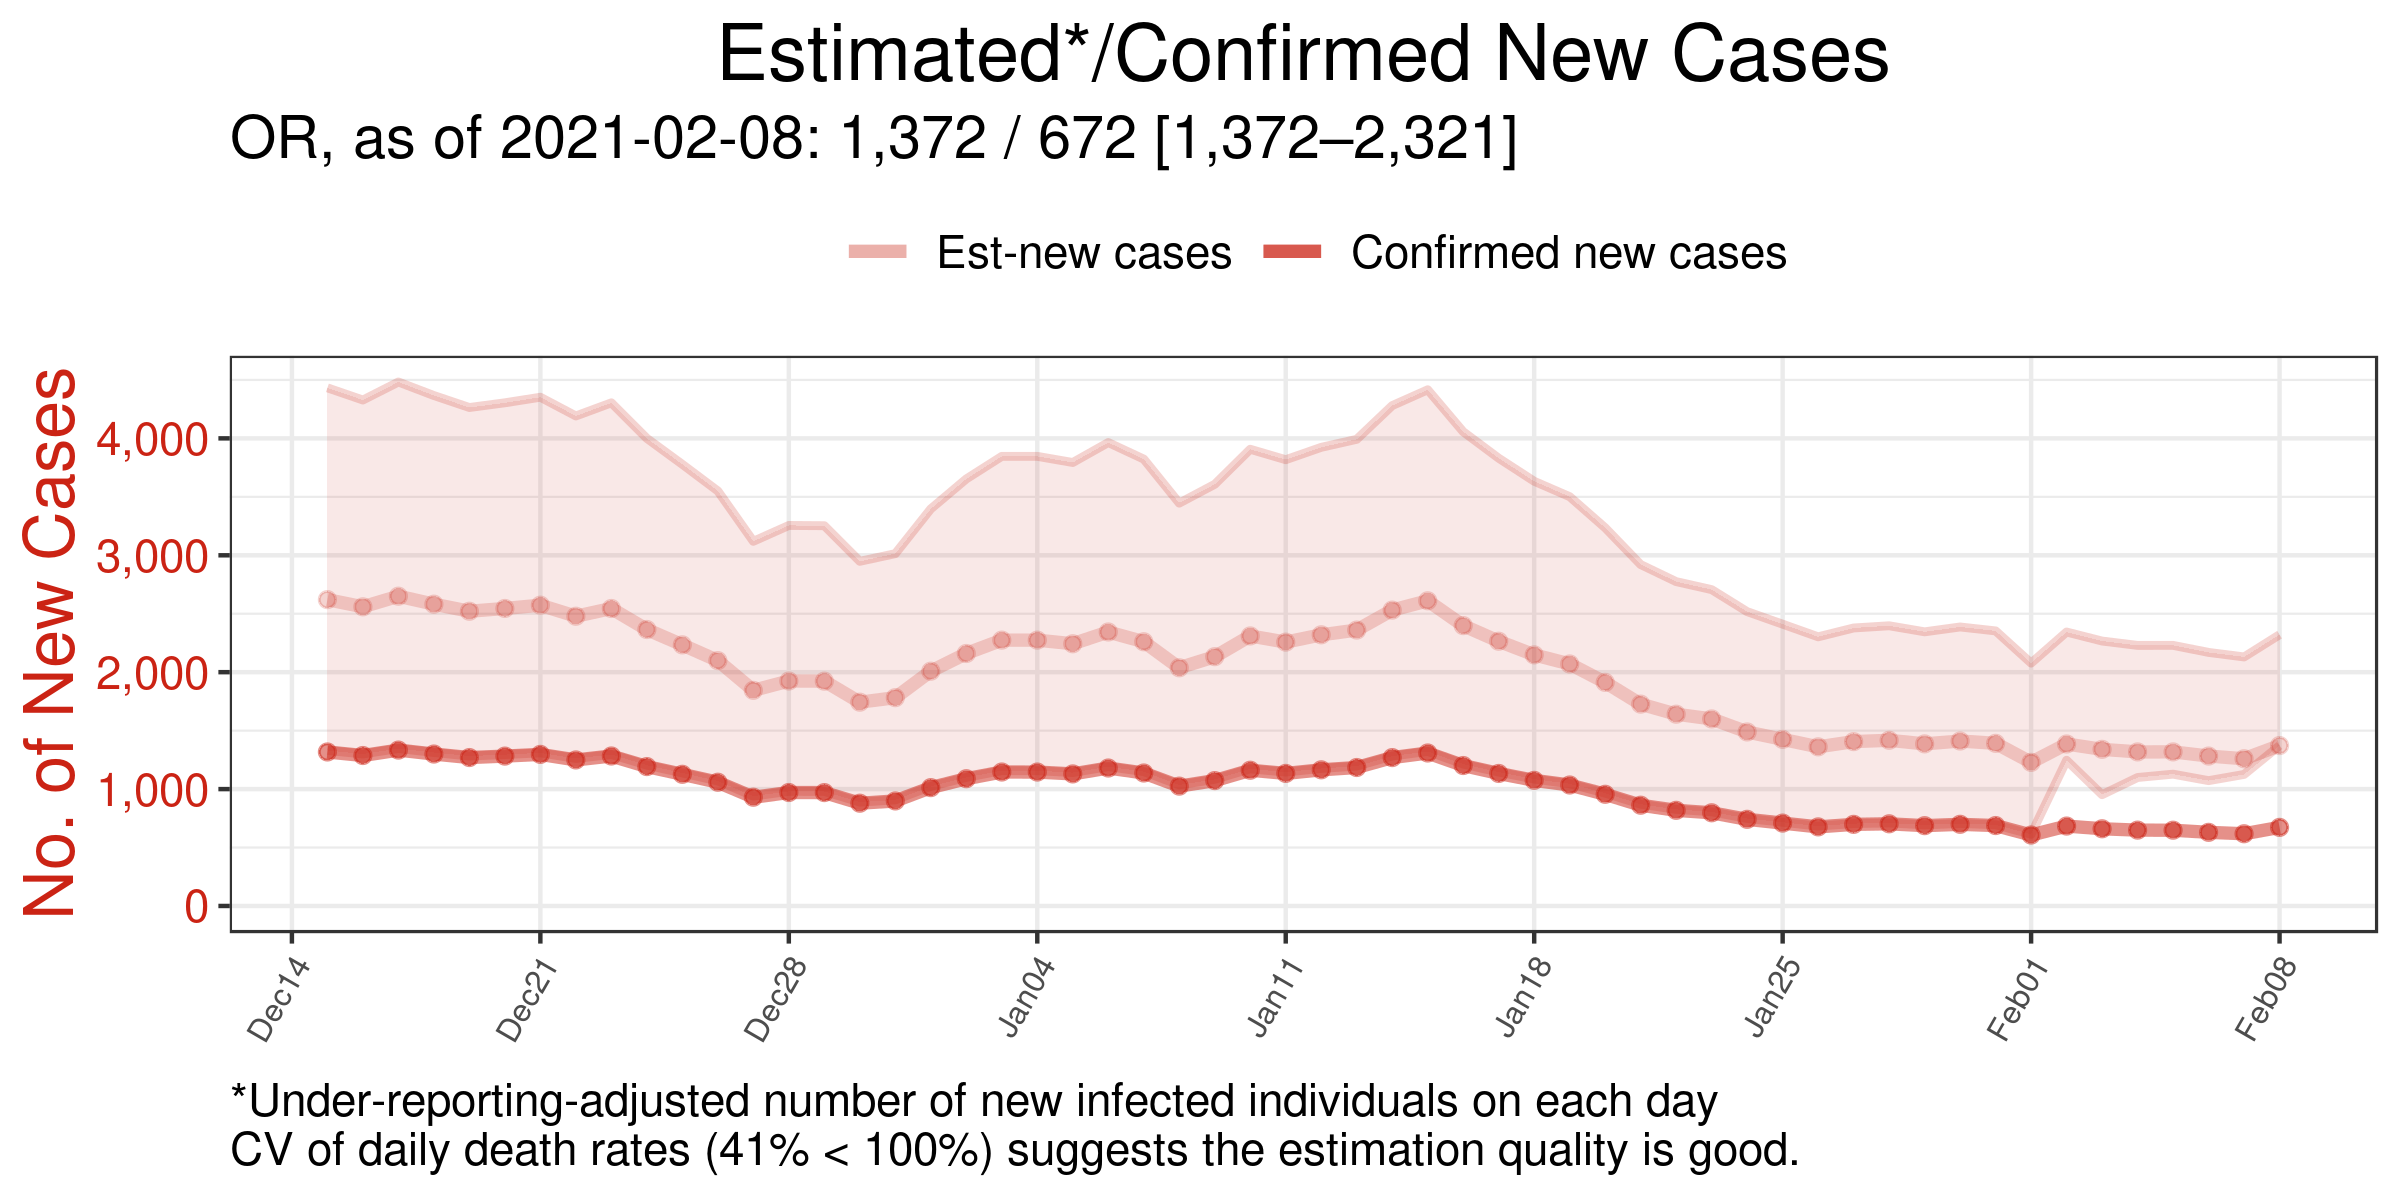 Estimated*/Confirmed New Cases
OR, as of 2021-02-08: 1,372 / 672 [1,372–2,321]
Est-new cases Confirmed new cases
No. of New Cases
4,000
3,000
2,000
1,000
0
Dec14 Dec21 Dec28 Jan04 Jan11 Jan18 Jan25 Feb01 Feb08
*Under-reporting-adjusted number of new infected individuals on each day
CV of daily death rates (41% < 100%) suggests the estimation quality is good.